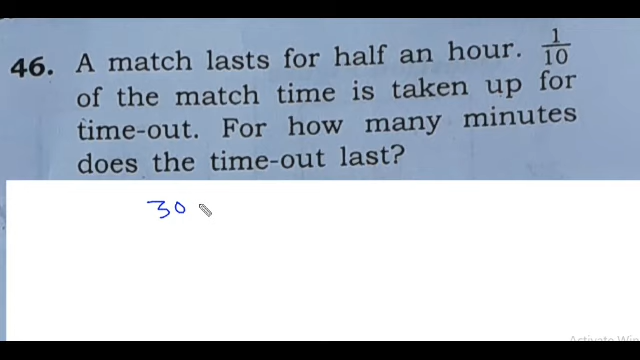 46. A match lasts for half an hour. 1/10
of the match time is taken up for
time-out. For how many minutes
does the time-out last?
30